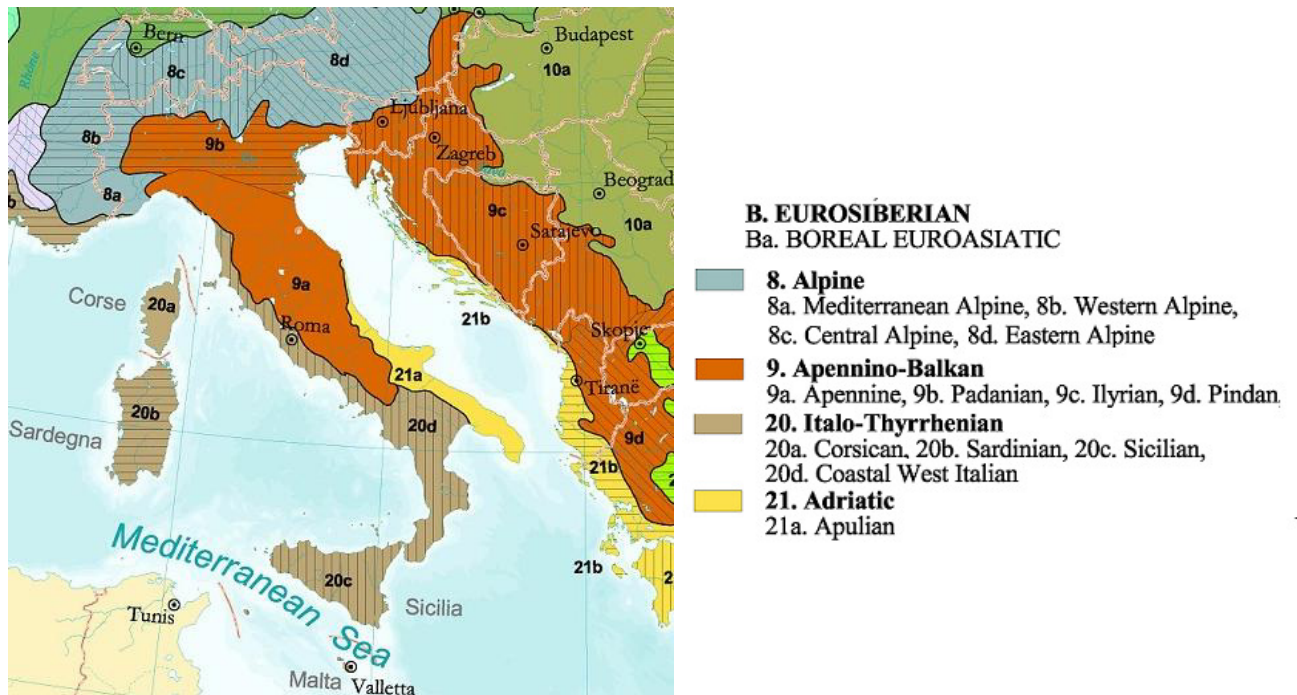 Bern
Budapest
8d
10a
8c
Rhône
Ljubljana
8b
9b
Zagreb
Beograd
8a
9c
10a
b
Sarajevo
9a
Corse
20a
21b
Roma
Skopje
21a
Tiranë
20b
20d
Sardegna
9d
21b
Mediterranean Sea
21b
20c
Sicilia
Tunis
Malta
Valletta
B. EUROSIBERIAN
Ba. BOREAL EUROASIATIC
8. Alpine
8a. Mediterranean Alpine, 8b. Western Alpine,
8c. Central Alpine, 8d. Eastern Alpine
9. Apennino-Balkan
9a. Apennine, 9b. Padanian, 9c. Ilyrian, 9d. Pindan
20. Italo-Thyrrhenian
20a. Corsican, 20b. Sardinian, 20c. Sicilian,
20d. Coastal West Italian
21. Adriatic
21a. Apulian